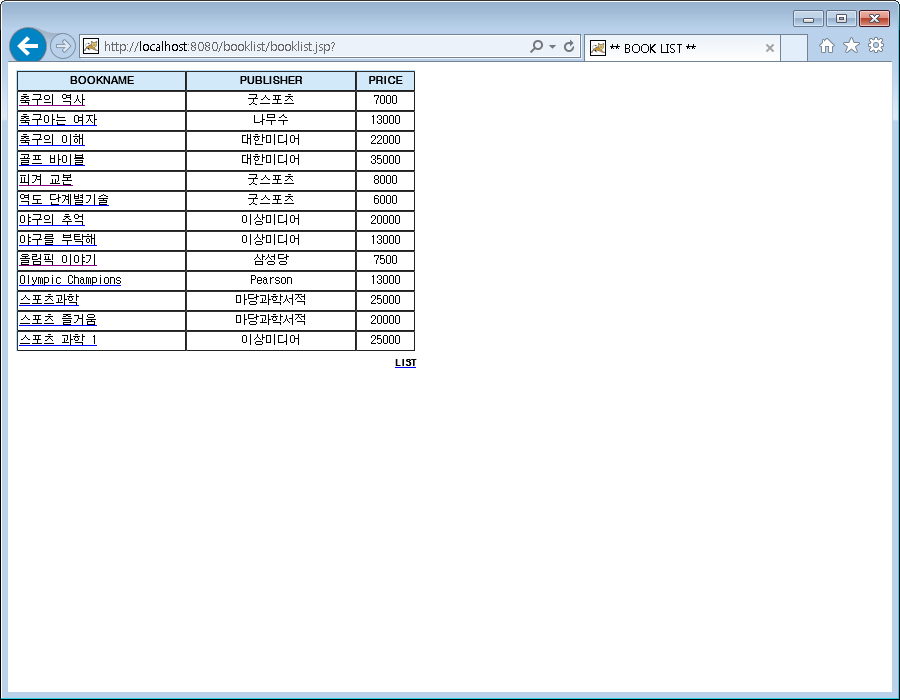 http://localhost:8080/booklist/booklist.jsp?
** BOOK LIST **
BOOKNAME PUBLISHER PRICE
축구의 역사 굿스포츠 7000
축구아는 여자 나무수 13000
축구의 이해 대한미디어 22000
골프 바이블 대한미디어 35000
피겨 교본 굿스포츠 8000
역도 단계별기술 굿스포츠 6000
야구의 추억 이상미디어 20000
야구를 부탁해 이상미디어 13000
올림픽 이야기 삼성당 7500
Olympic Champions Pearson 13000
스포츠과학 마당과학서적 25000
스포츠 즐거움 마당과학서적 20000
스포츠 과학 1 이상미디어 25000
LIST